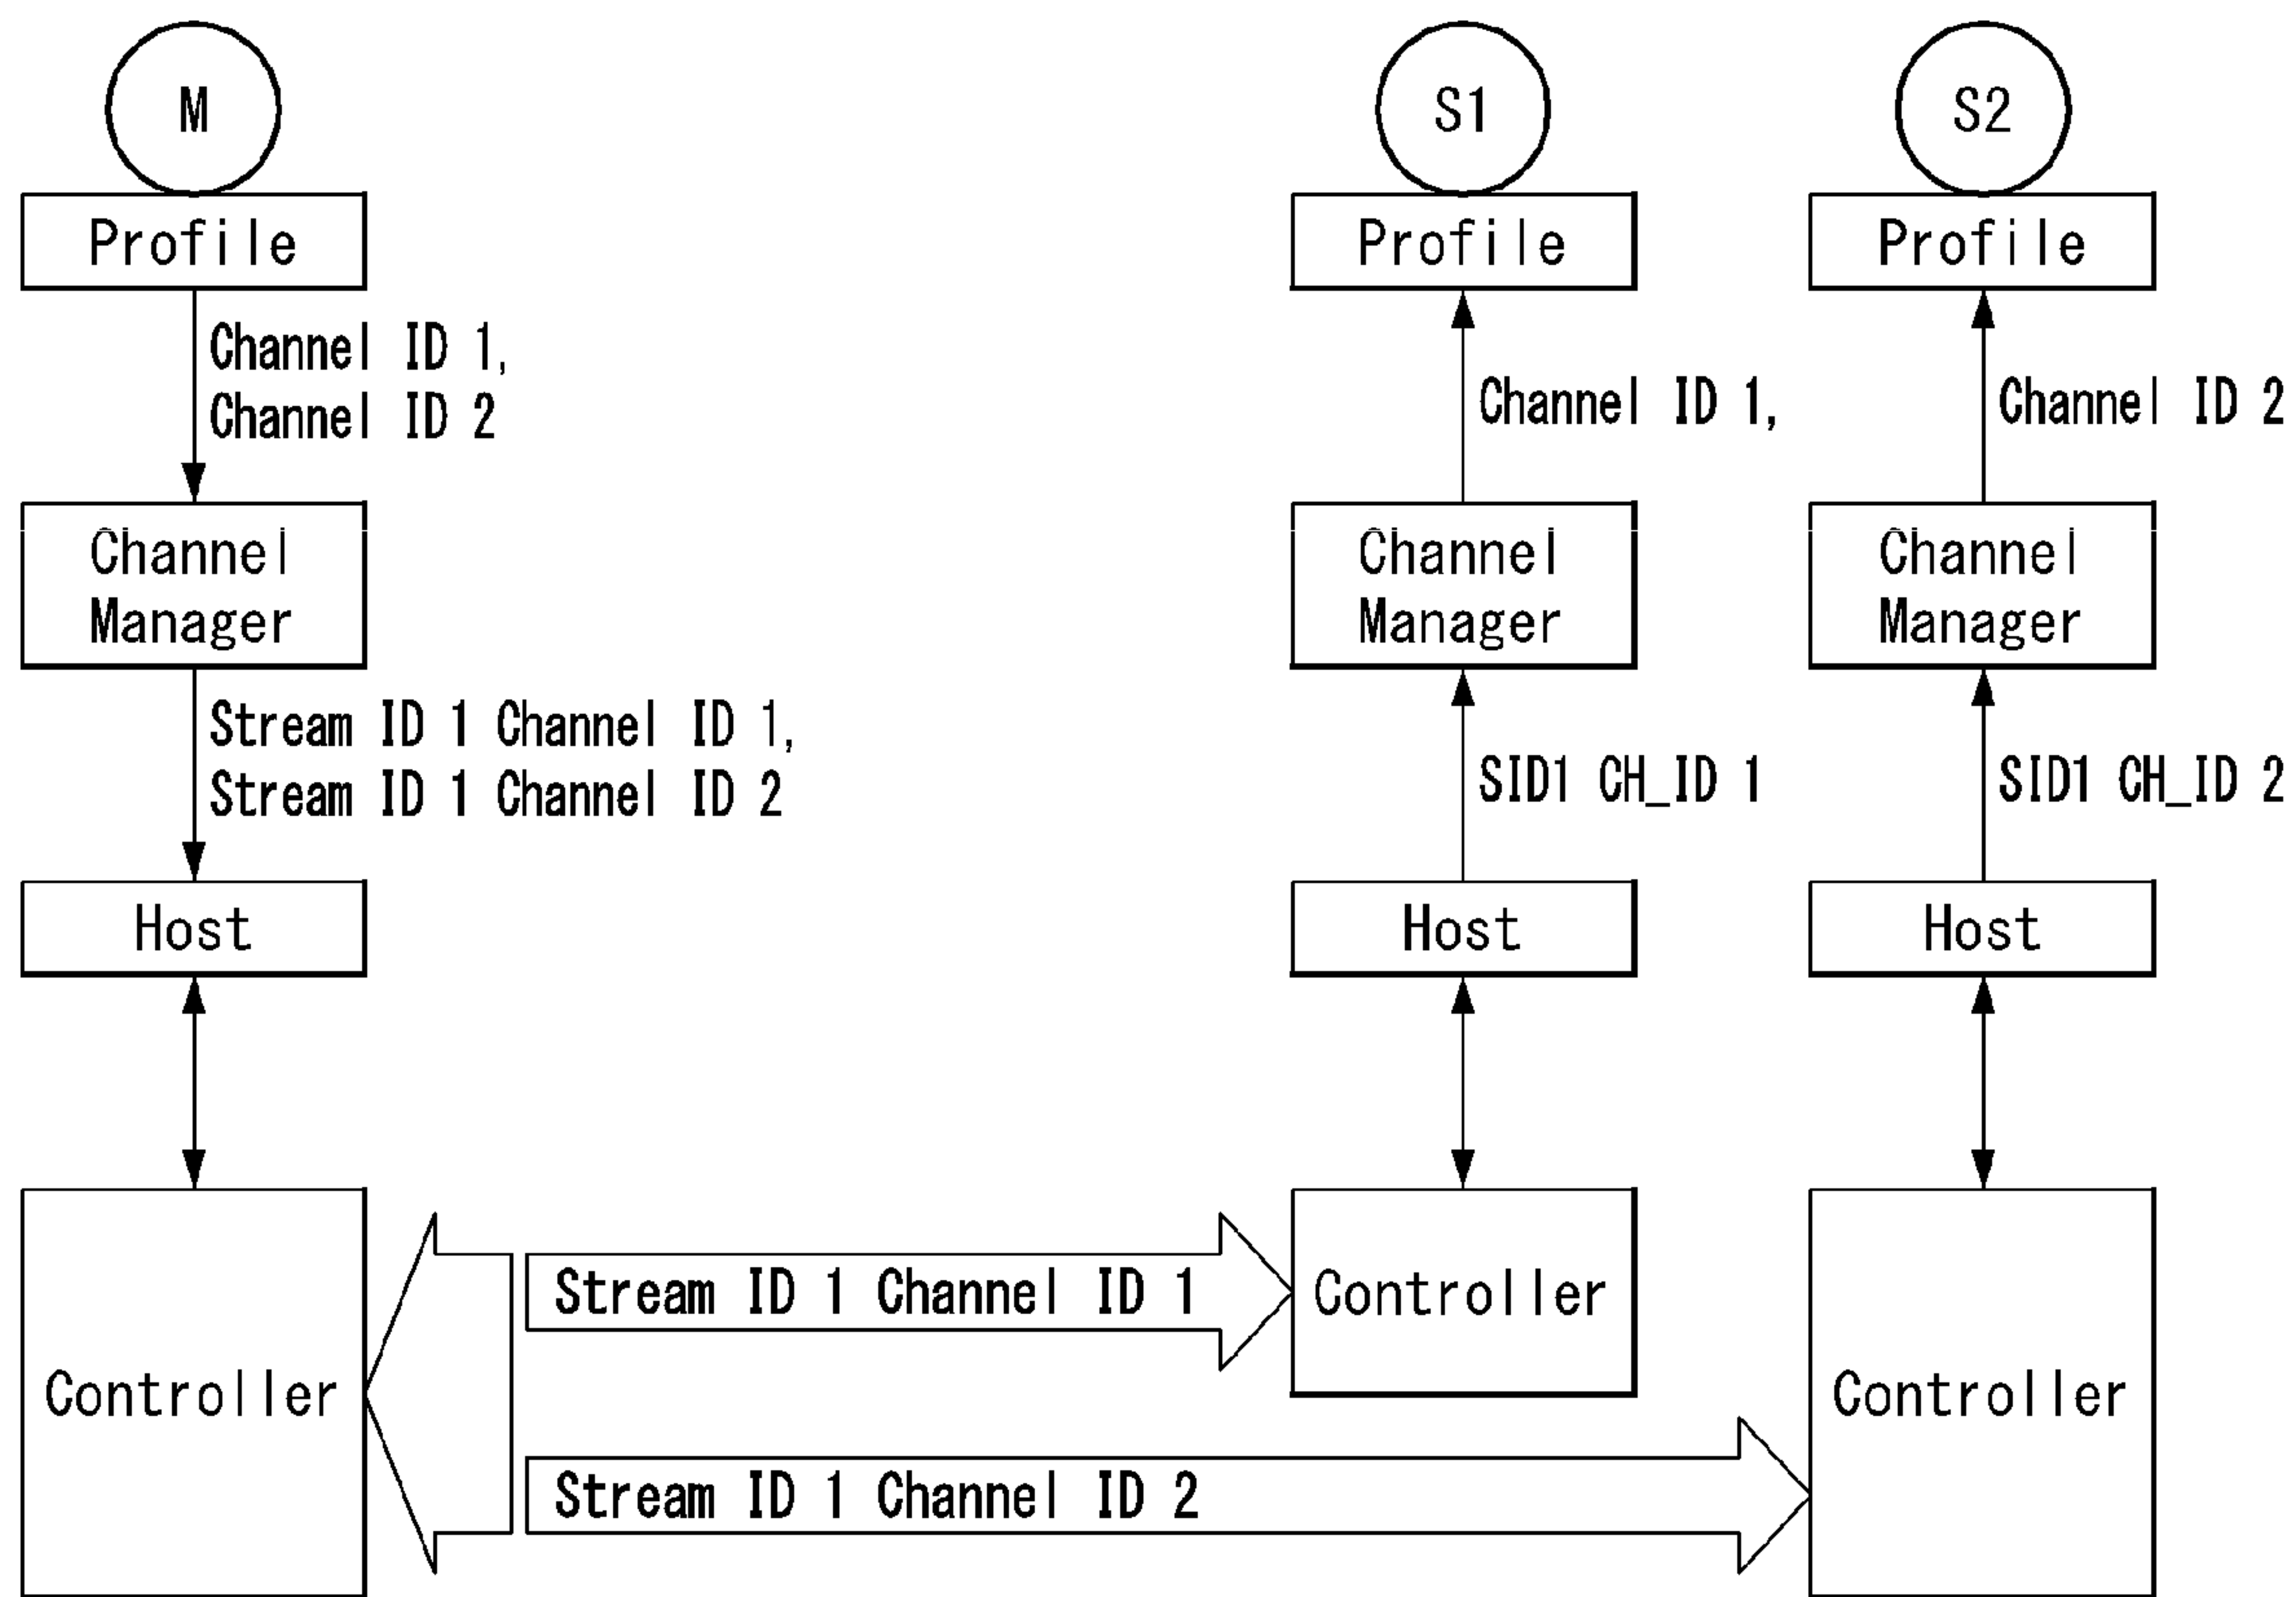 M
S1
S2
Profile
Profile
Profile
Channel ID 1,
Channel ID 2
Channel ID 1,
Channel ID 2
Channel
Manager
Channel
Manager
Channel
Manager
Stream ID 1 Channel ID 1,
Stream ID 1 Channel ID 2
SID1 CH_ID 1
SID1 CH_ID 2
Host
Host
Host
Controller
Stream ID 1 Channel ID 1
Controller
Stream ID 1 Channel ID 2
Controller